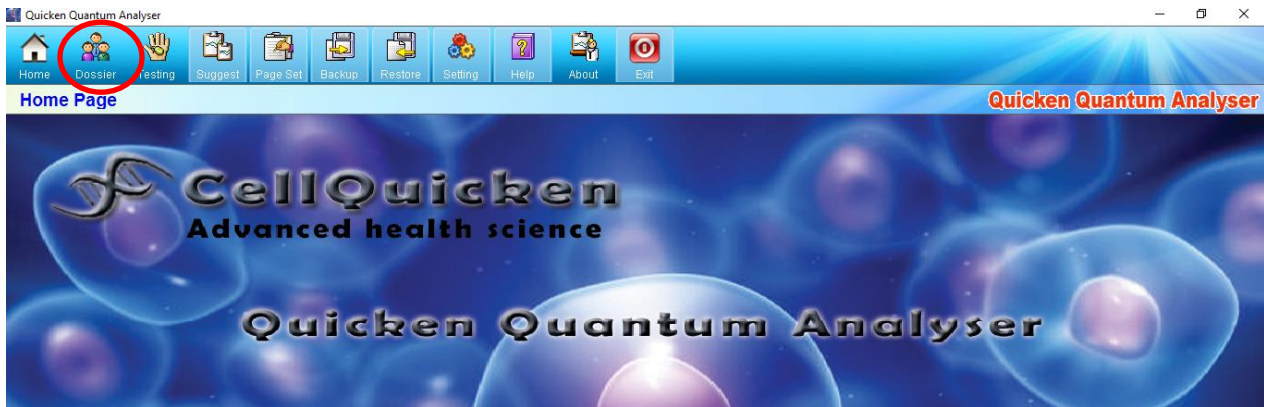 Quicken Quantum Analyser
Home Dossier Testing Suggest Page Set Backup Restore Setting Help About Exit
Home Page Quicken Quantum Analyser
CellQuicken
Advanced health science
Quicken Quantum Analyser